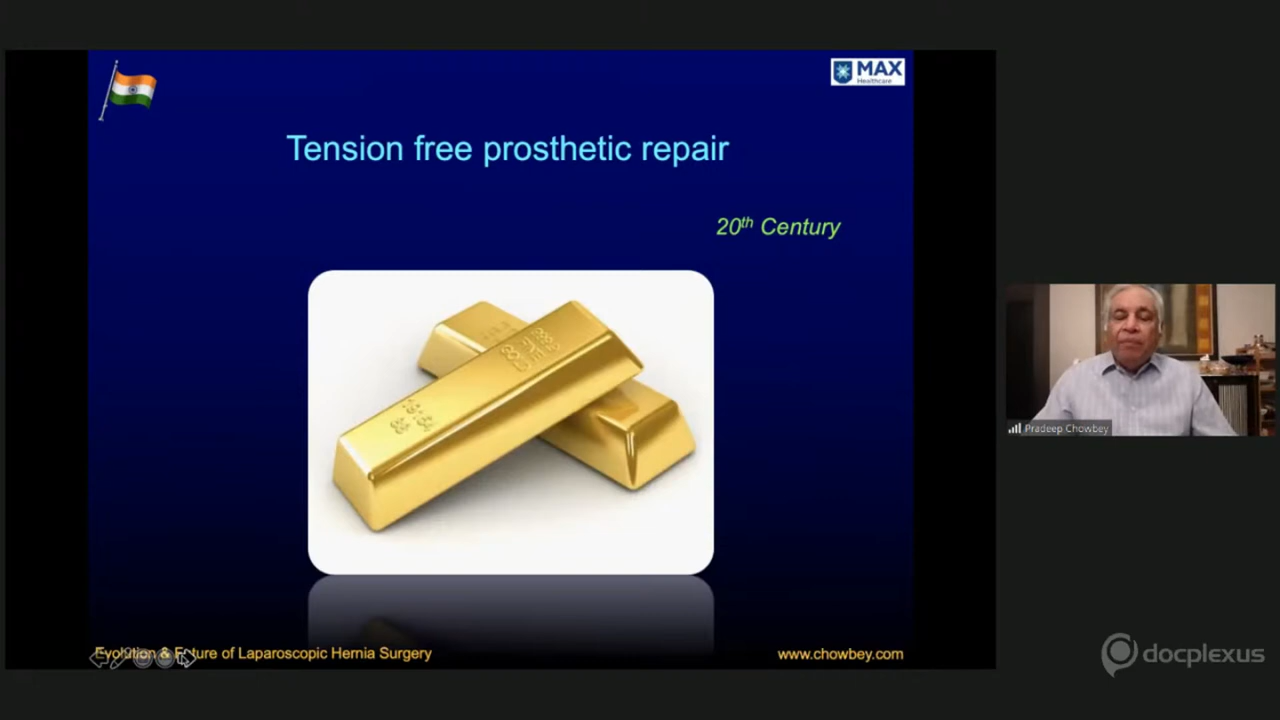 MAX
Healthcare
Tension free prosthetic repair
20th Century
Pradeep Chowbey
Evolution & Future of Laparoscopic Hernia Surgery
www.chowbey.com
docplexus